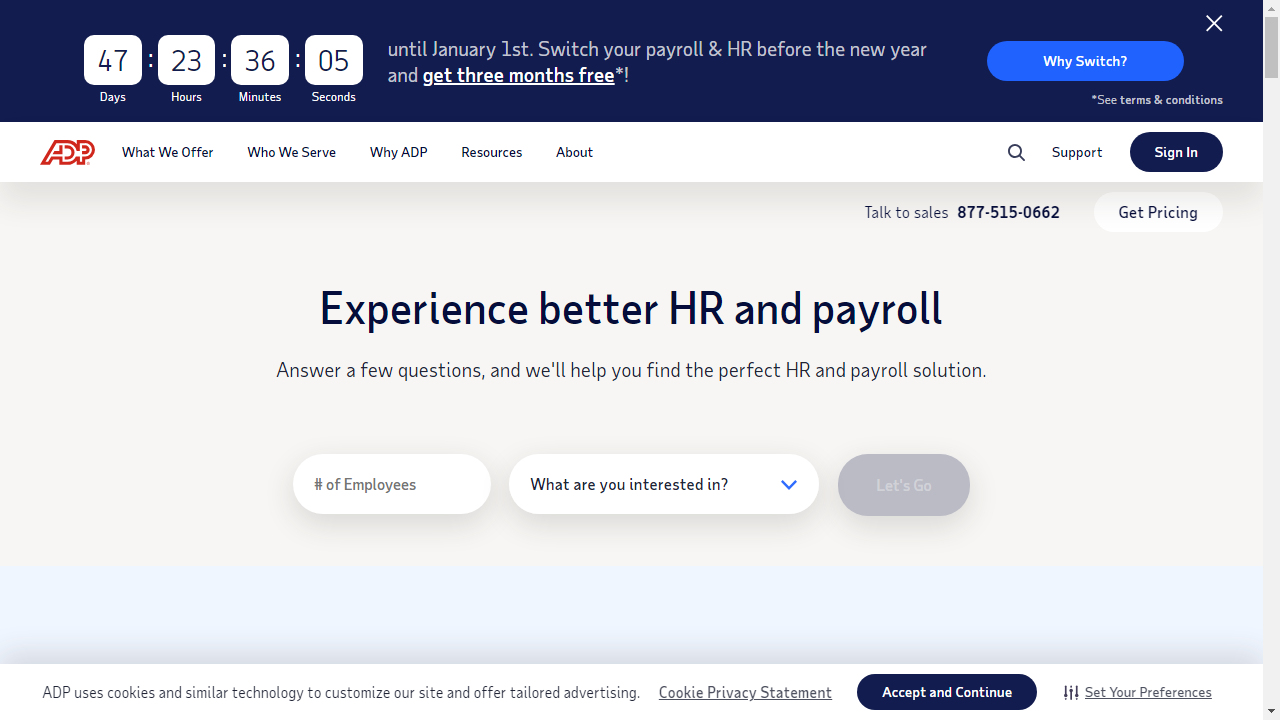 47 : 23 : 36 : 05
Days Hours Minutes Seconds
until January 1st. Switch your payroll & HR before the new year
and get three months free*!
Why Switch?
*See terms & conditions
ADP
What We Offer
Who We Serve
Why ADP
Resources
About
Support
Sign In
Talk to sales 877-515-0662
Get Pricing
Experience better HR and payroll
Answer a few questions, and we'll help you find the perfect HR and payroll solution.
# of Employees
What are you interested in?
Let's Go
ADP uses cookies and similar technology to customize our site and offer tailored advertising.
Cookie Privacy Statement
Accept and Continue
Set Your Preferences